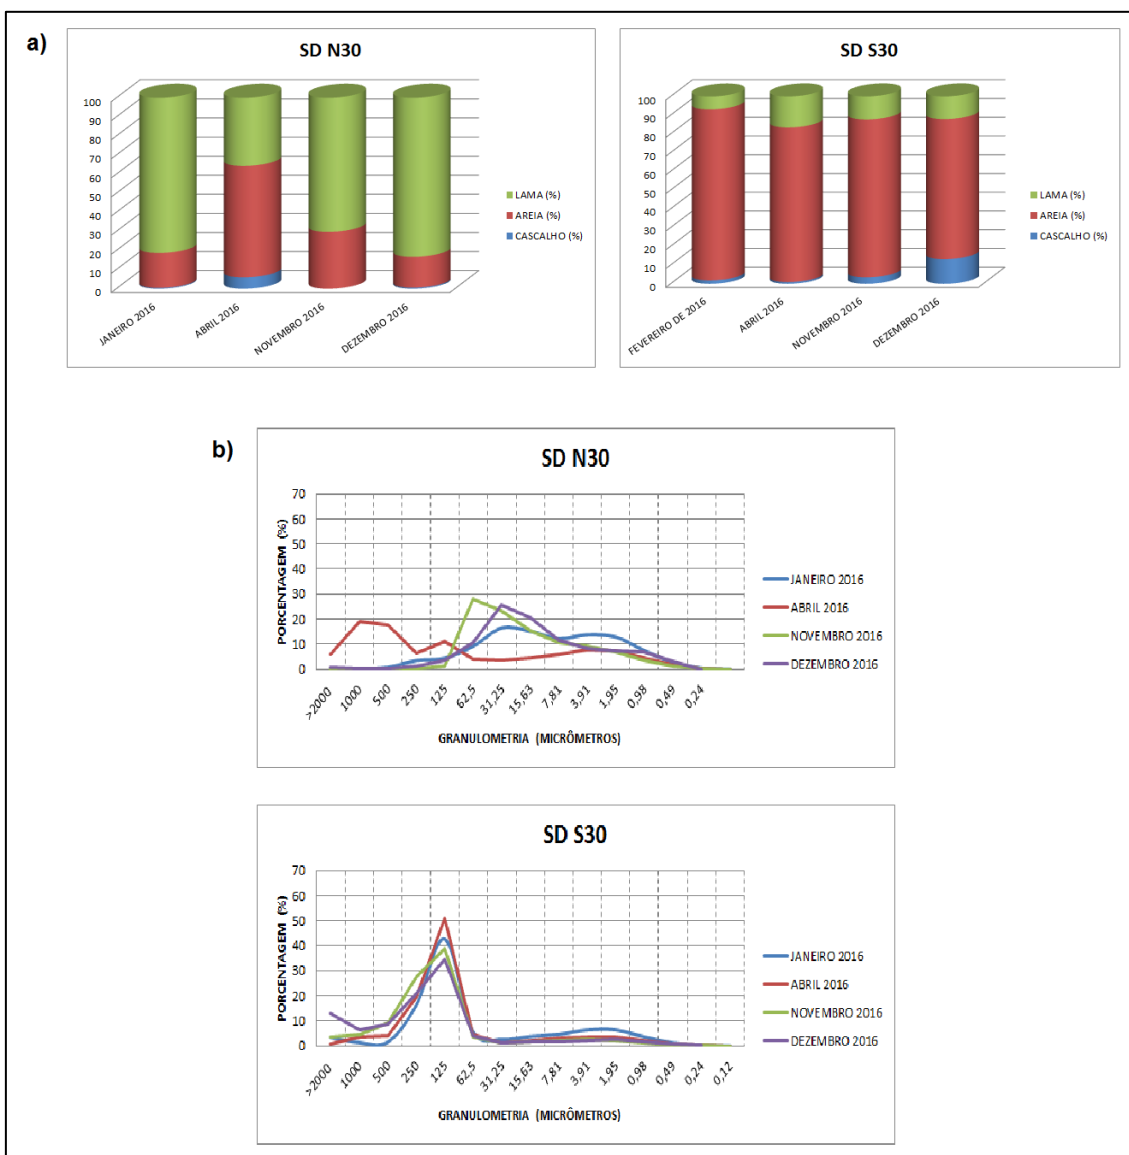 a)
SD N30
100
90
80
70
60
50
40
30
20
10
0
JANEIRO 2016
ABRIL 2016
NOVEMBRO 2016
DEZEMBRO 2016
LAMA (%)
AREIA (%)
CASCALHO (%)
SD S30
100
90
80
70
60
50
40
30
20
10
0
FEVEREIRO DE 2016
ABRIL 2016
NOVEMBRO 2016
DEZEMBRO 2016
LAMA (%)
AREIA (%)
CASCALHO (%)
b)
SD N30
PORCENTAGEM (%)
70
60
50
40
30
20
10
0
>2000
1000
500
250
125
62,5
31,25
15,63
7,81
3,91
1,95
0,98
0,49
0,24
GRANULOMETRIA (MICRÔMETROS)
JANEIRO 2016
ABRIL 2016
NOVEMBRO 2016
DEZEMBRO 2016
SD S30
PORCENTAGEM (%)
70
60
50
40
30
20
10
0
>2000
1000
500
250
125
62,5
31,25
15,63
7,81
3,91
1,95
0,98
0,49
0,24
0,12
GRANULOMETRIA (MICRÔMETROS)
JANEIRO 2016
ABRIL 2016
NOVEMBRO 2016
DEZEMBRO 2016